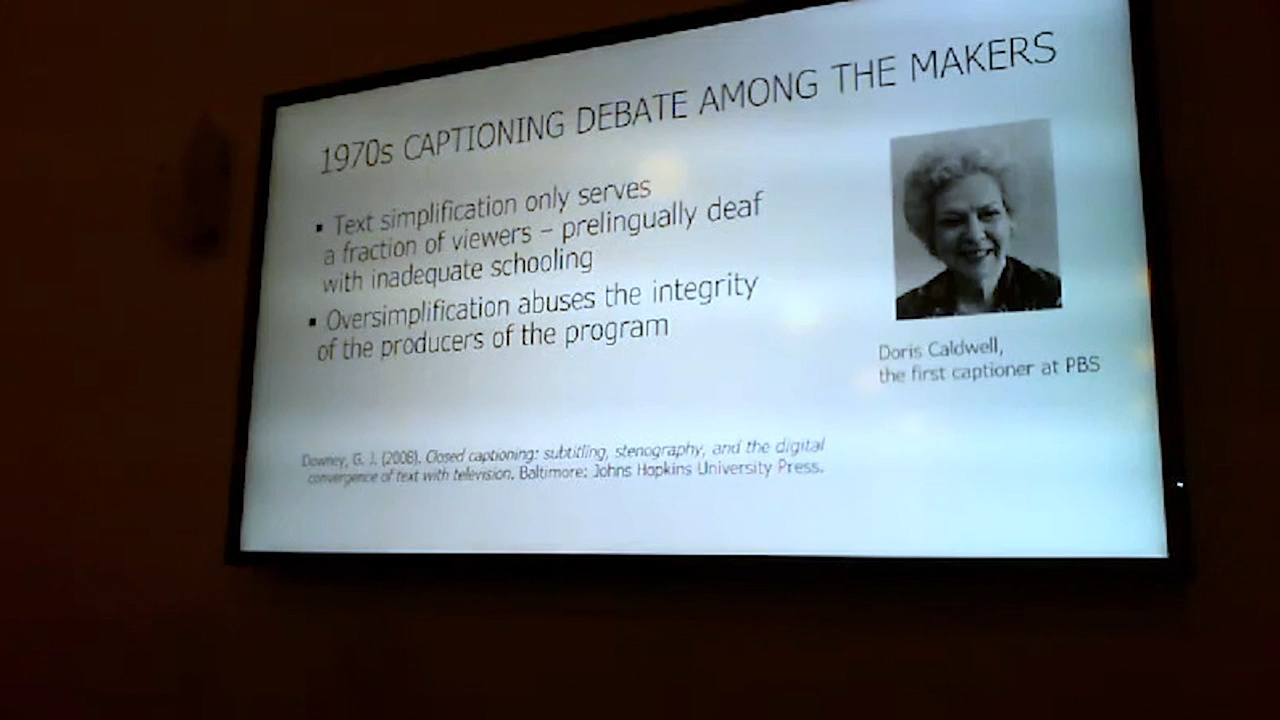 1970s CAPTIONING DEBATE AMONG THE MAKERS
▪ Text simplification only serves
a fraction of viewers – prelingually deaf
with inadequate schooling
▪ Oversimplification abuses the integrity
of the producers of the program
Doris Caldwell,
the first captioner at PBS
Downey, G. J. (2008). Closed captioning: subtitling, stenography, and the digital
convergence of text with television. Baltimore: Johns Hopkins University Press.